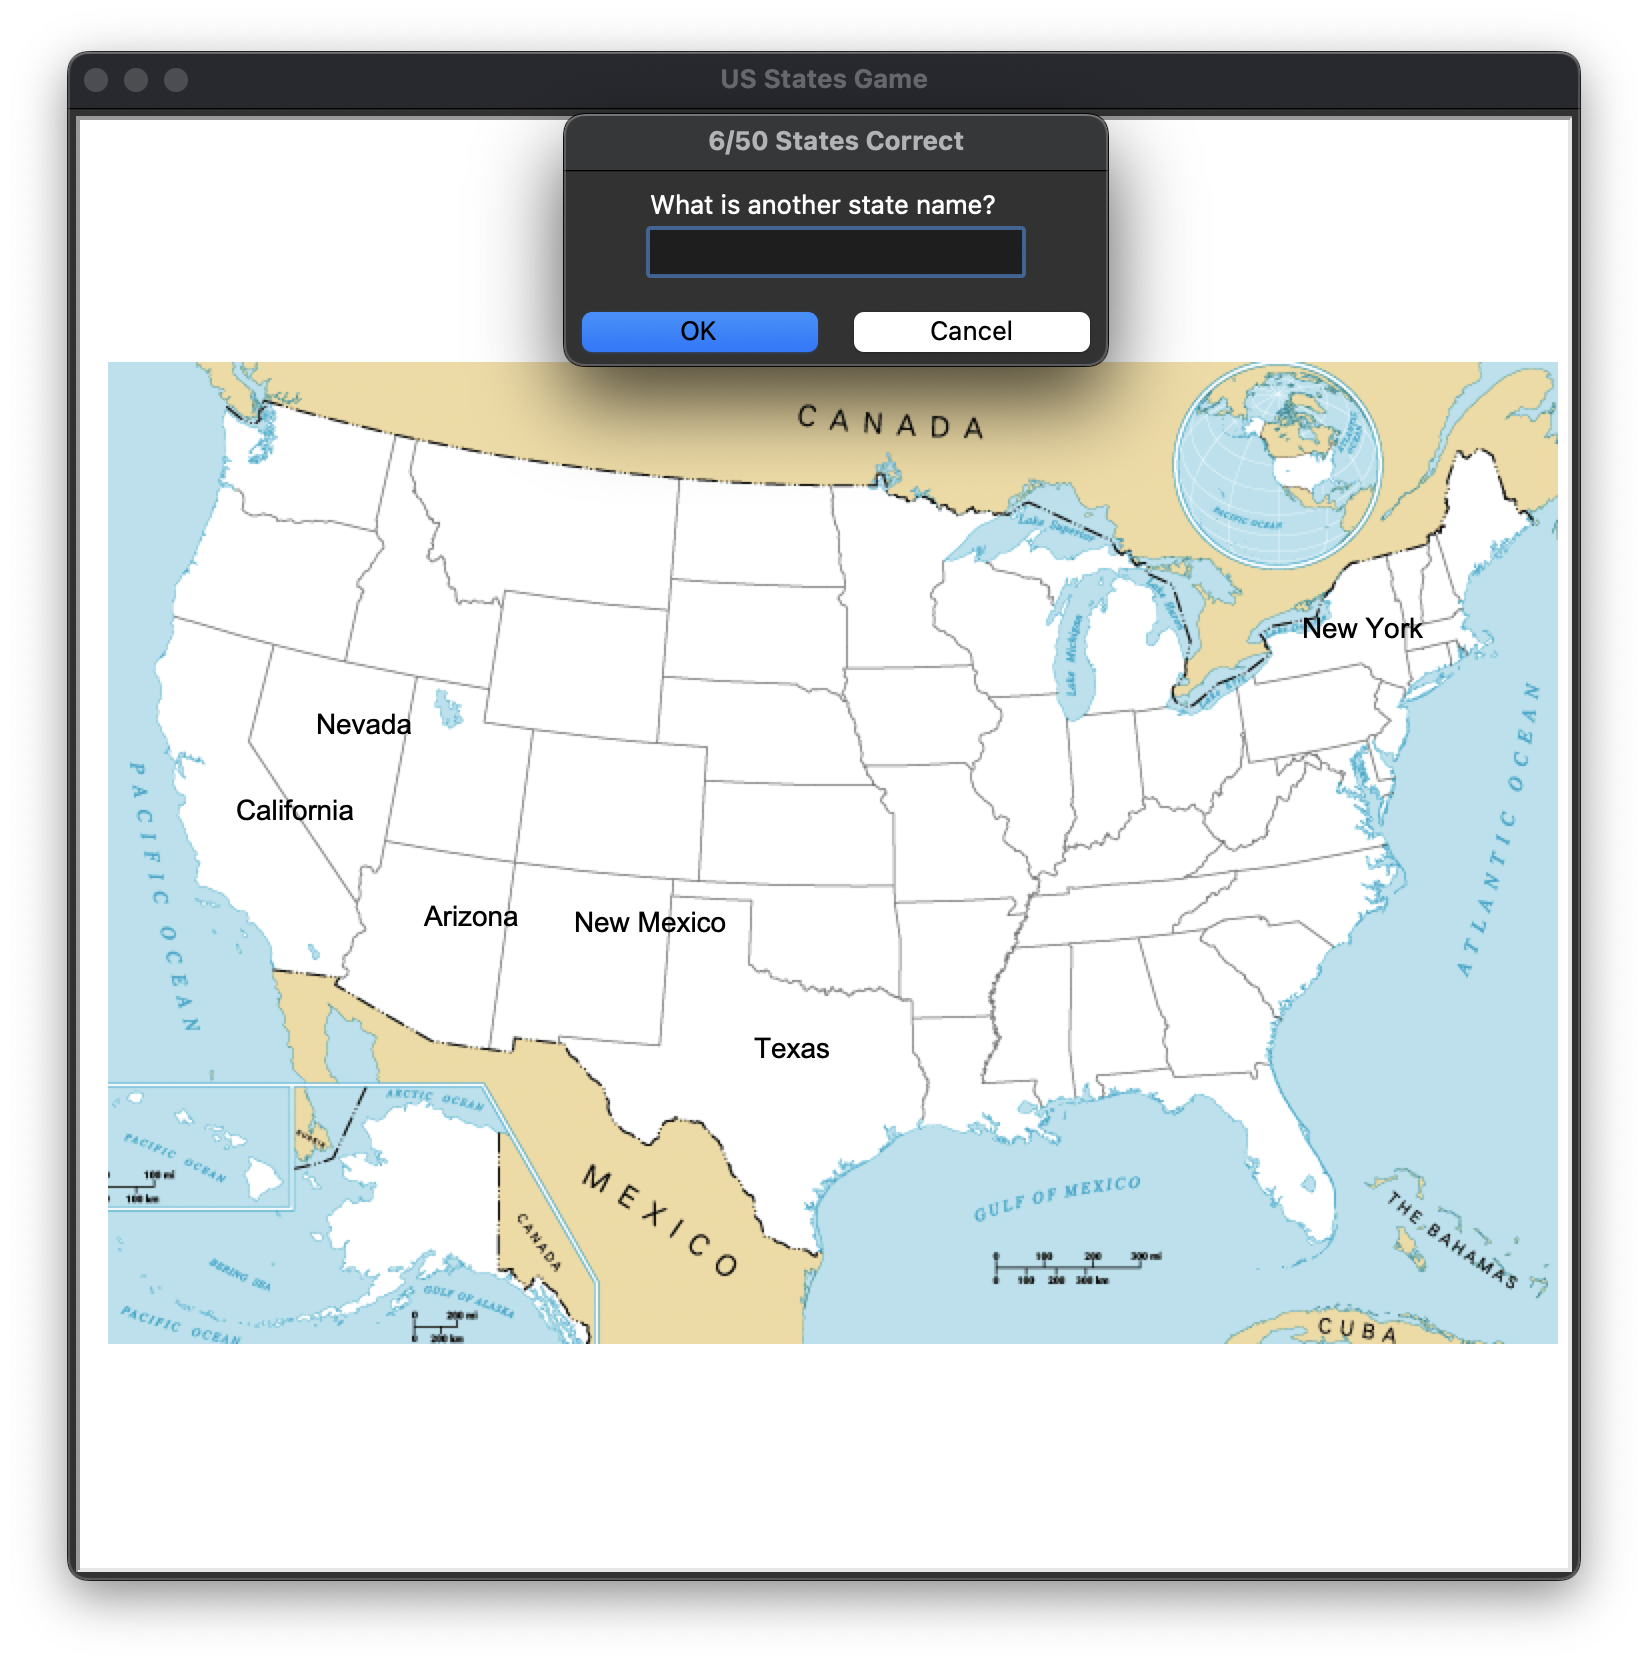 US States Game
6/50 States Correct
What is another state name?
OK
Cancel
CANADA
PACIFIC OCEAN
Lake Superior
Lake Michigan
New York
Nevada
California
PACIFIC OCEAN
ATLANTIC OCEAN
Arizona
New Mexico
Texas
ARCTIC OCEAN
RUSSIA
PACIFIC OCEAN
100 mi
100 km
MEXICO
CANADA
GULF OF MEXICO
THE BAHAMAS
BERING SEA
GULF OF ALASKA
PACIFIC OCEAN
0 200 mi
0 200 km
0 100 200 300 mi
0 100 200 300 km
CUBA